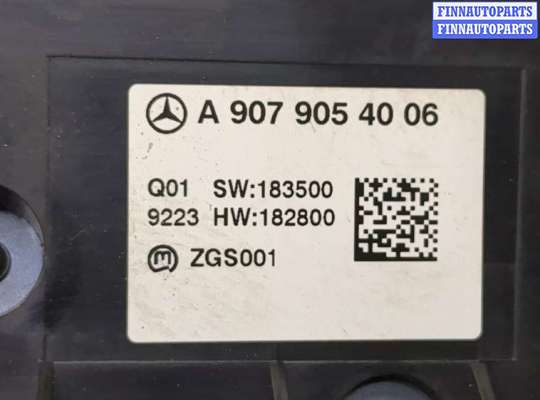 FINNAUTOPARTS
FINNAUTOPARTS
A 907 905 40 06
Q01 SW:183500
9223 HW:182800
m ZGS001